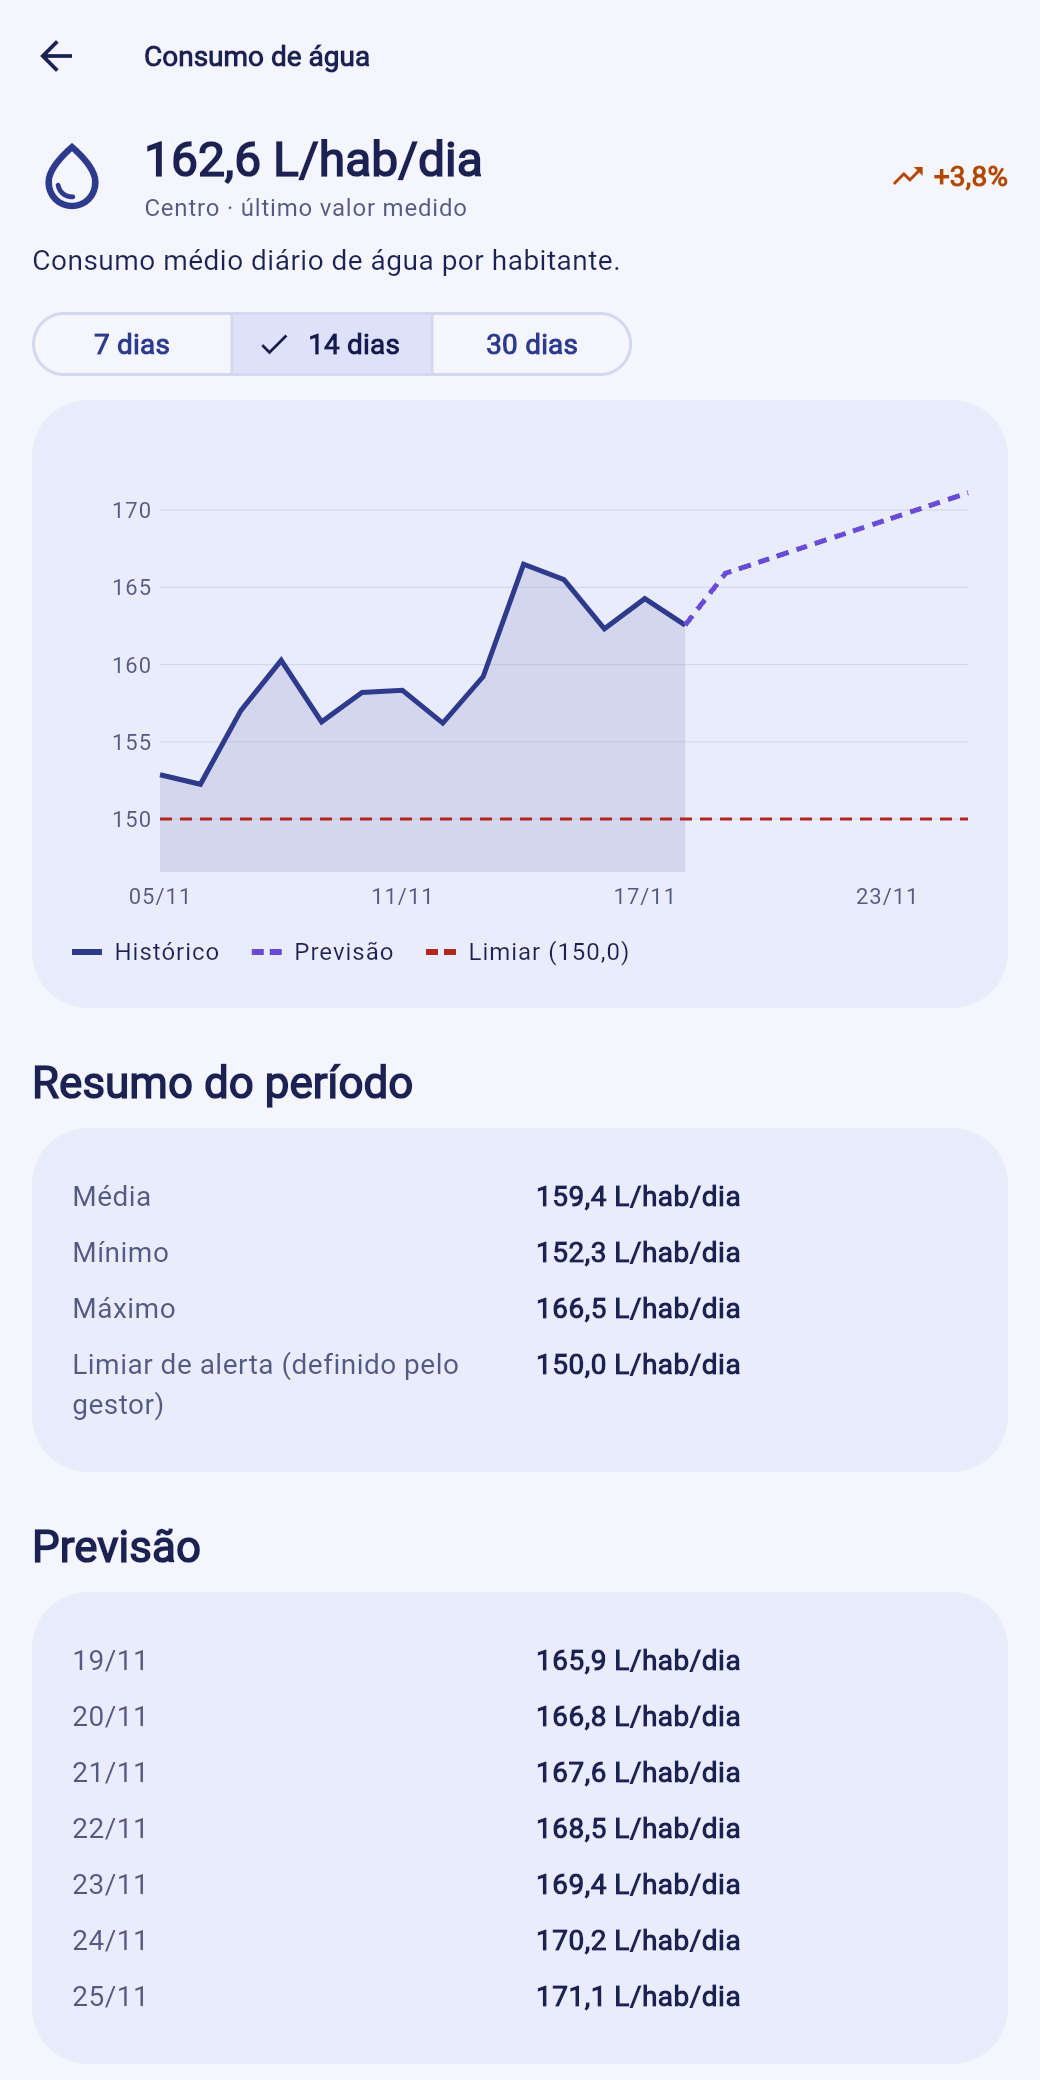 Consumo de água
162,6 L/hab/dia
+3,8%
Centro · último valor medido
Consumo médio diário de água por habitante.
7 dias
14 dias
30 dias
170
165
160
155
150
05/11
11/11
17/11
23/11
Histórico
Previsão
Limiar (150,0)
Resumo do período
Média
159,4 L/hab/dia
Mínimo
152,3 L/hab/dia
Máximo
166,5 L/hab/dia
Limiar de alerta (definido pelo
gestor)
150,0 L/hab/dia
Previsão
19/11
165,9 L/hab/dia
20/11
166,8 L/hab/dia
21/11
167,6 L/hab/dia
22/11
168,5 L/hab/dia
23/11
169,4 L/hab/dia
24/11
170,2 L/hab/dia
25/11
171,1 L/hab/dia